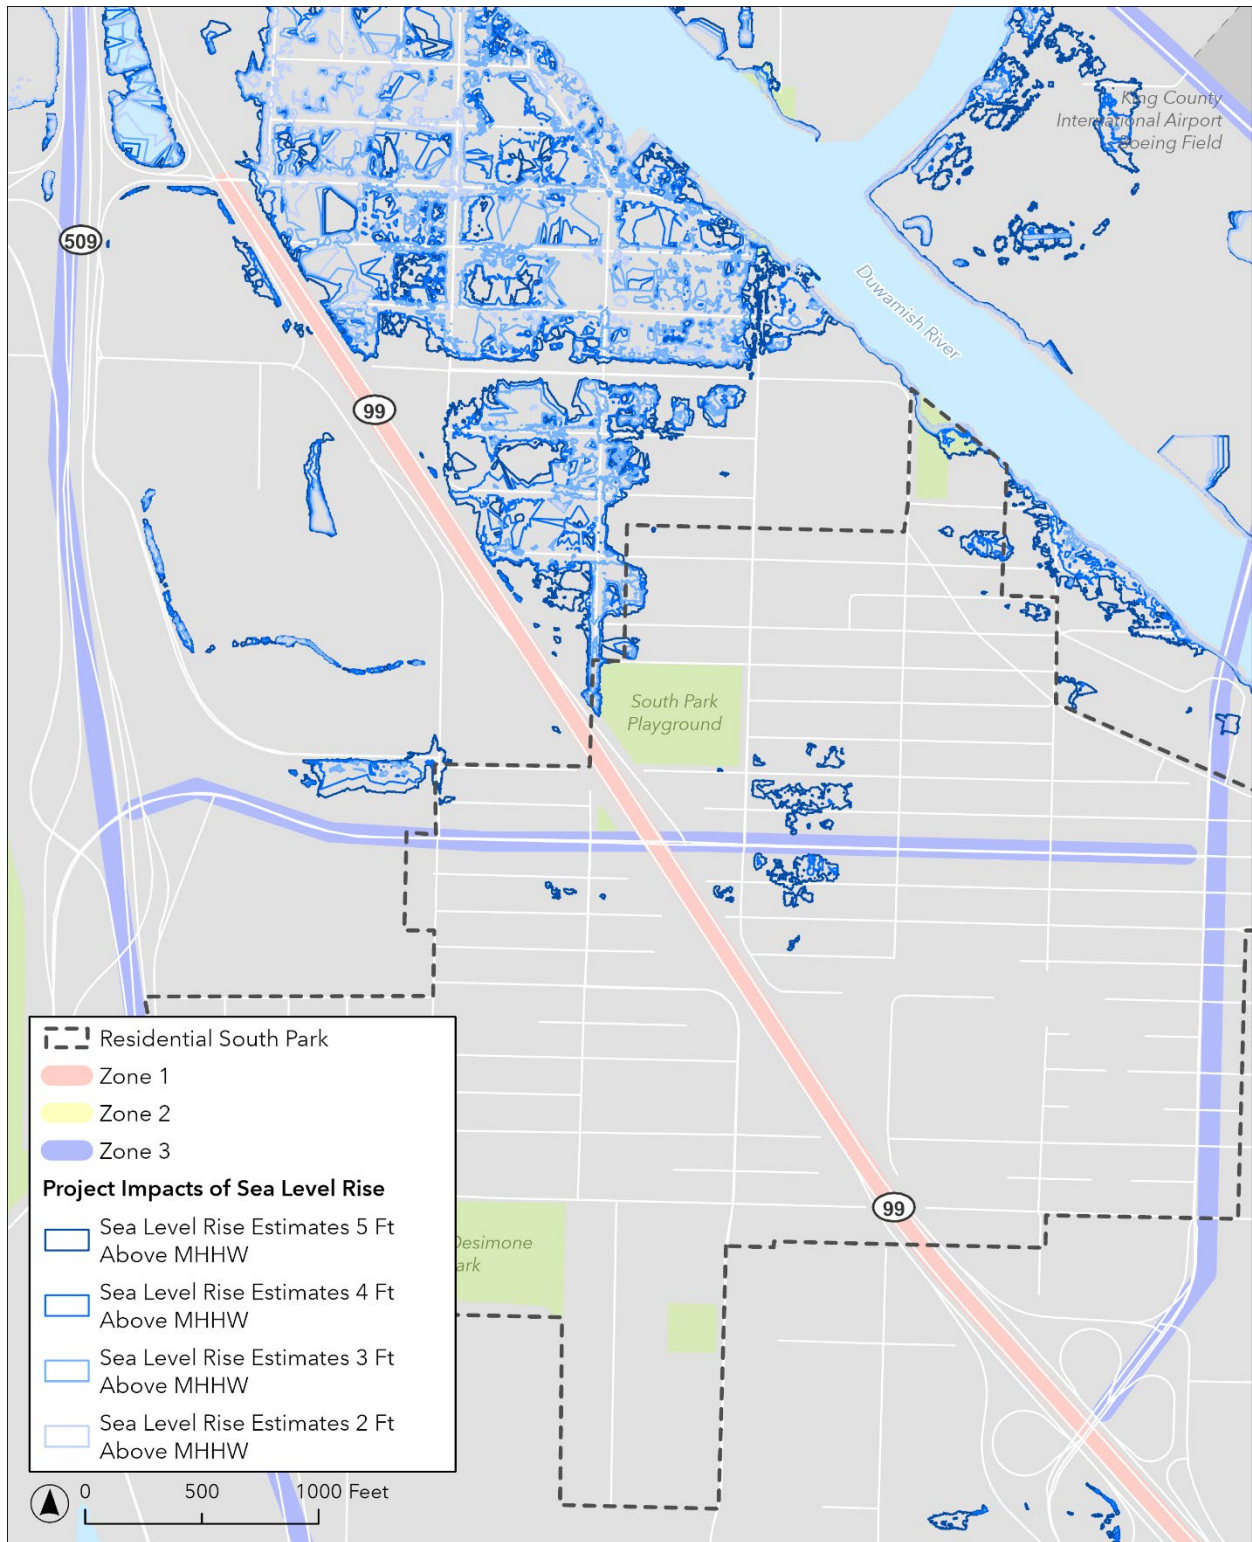 King County
International Airport
Boeing Field
509
Duwamish River
99
South Park
Playground
Residential South Park
Zone 1
Zone 2
Zone 3
Project Impacts of Sea Level Rise
Sea Level Rise Estimates 5 Ft
Above MHHW
Sea Level Rise Estimates 4 Ft
Above MHHW
Sea Level Rise Estimates 3 Ft
Above MHHW
Sea Level Rise Estimates 2 Ft
Above MHHW
99
Desimone
ark
0 500 1000 Feet